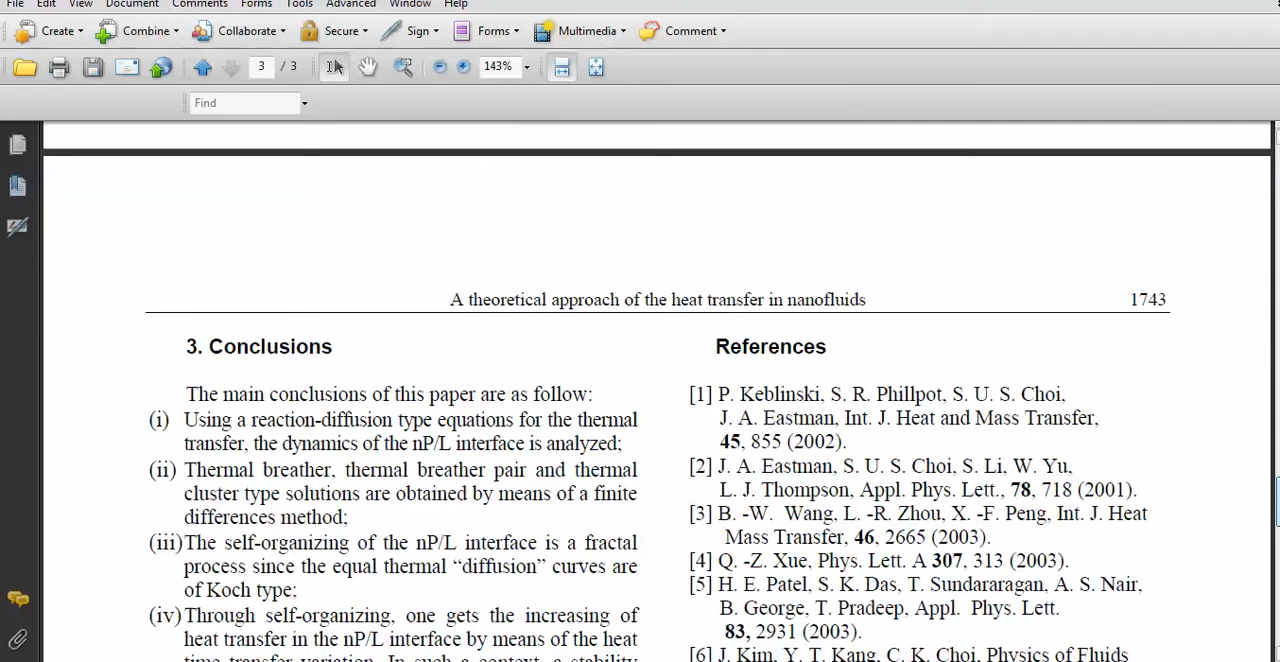 File Edit View Document Comments Forms Tools Advanced Window Help
Create Combine Collaborate Secure Sign Forms Multimedia Comment
3 / 3 143%
Find
A theoretical approach of the heat transfer in nanofluids 1743
3. Conclusions
The main conclusions of this paper are as follow:
(i) Using a reaction-diffusion type equations for the thermal
transfer, the dynamics of the nP/L interface is analyzed;
(ii) Thermal breather, thermal breather pair and thermal
cluster type solutions are obtained by means of a finite
differences method;
(iii) The self-organizing of the nP/L interface is a fractal
process since the equal thermal “diffusion” curves are
of Koch type;
(iv) Through self-organizing, one gets the increasing of
heat transfer in the nP/L interface by means of the heat
time transfer variation. In such a context, a stability
References
[1] P. Keblinski, S. R. Phillpot, S. U. S. Choi,
J. A. Eastman, Int. J. Heat and Mass Transfer,
45, 855 (2002).
[2] J. A. Eastman, S. U. S. Choi, S. Li, W. Yu,
L. J. Thompson, Appl. Phys. Lett., 78, 718 (2001).
[3] B. -W. Wang, L. -R. Zhou, X. -F. Peng, Int. J. Heat
Mass Transfer, 46, 2665 (2003).
[4] Q. -Z. Xue, Phys. Lett. A 307, 313 (2003).
[5] H. E. Patel, S. K. Das, T. Sundararagan, A. S. Nair,
B. George, T. Pradeep, Appl. Phys. Lett.
83, 2931 (2003).
[6] J. Kim, Y. T. Kang, C. K. Choi, Physics of Fluids